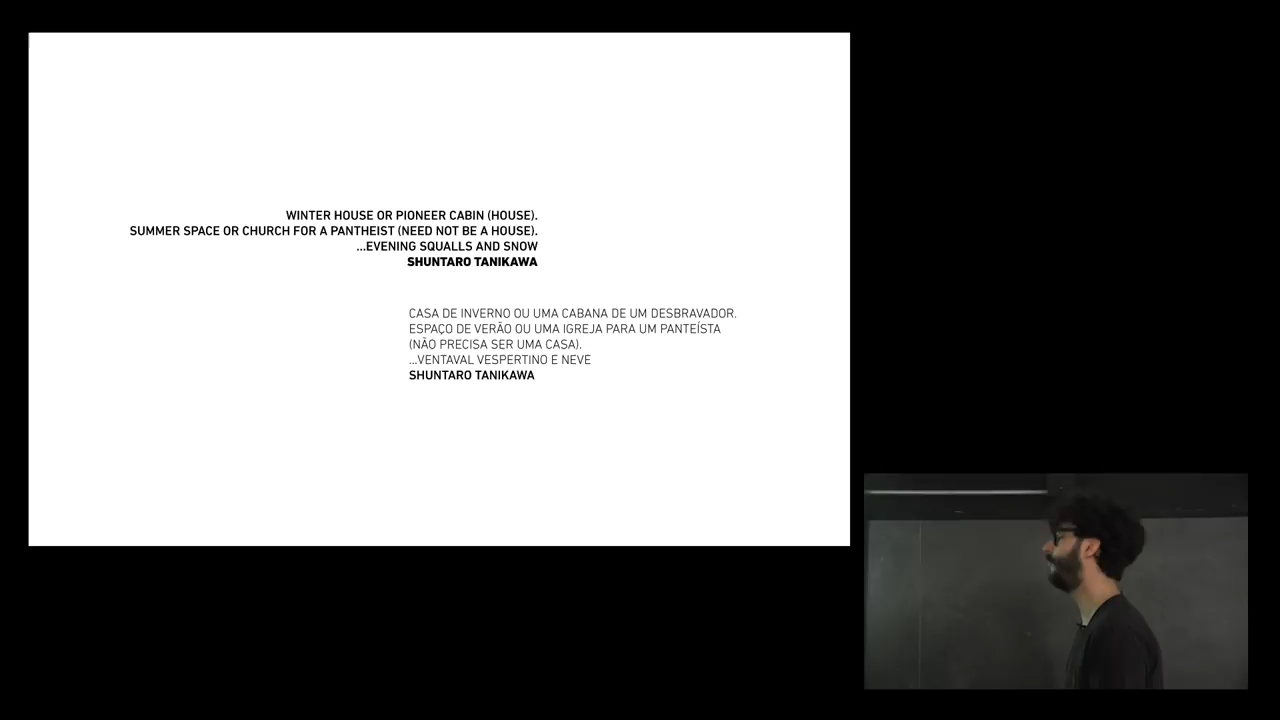 WINTER HOUSE OR PIONEER CABIN (HOUSE).
SUMMER SPACE OR CHURCH FOR A PANTHEIST (NEED NOT BE A HOUSE).
...EVENING SQUALLS AND SNOW
SHUNTARO TANIKAWA
CASA DE INVERNO OU UMA CABANA DE UM DESBRAVADOR.
ESPAÇO DE VERÃO OU UMA IGREJA PARA UM PANTEÍSTA
(NÃO PRECISA SER UMA CASA).
...VENTAVAL VESPERTINO E NEVE
SHUNTARO TANIKAWA